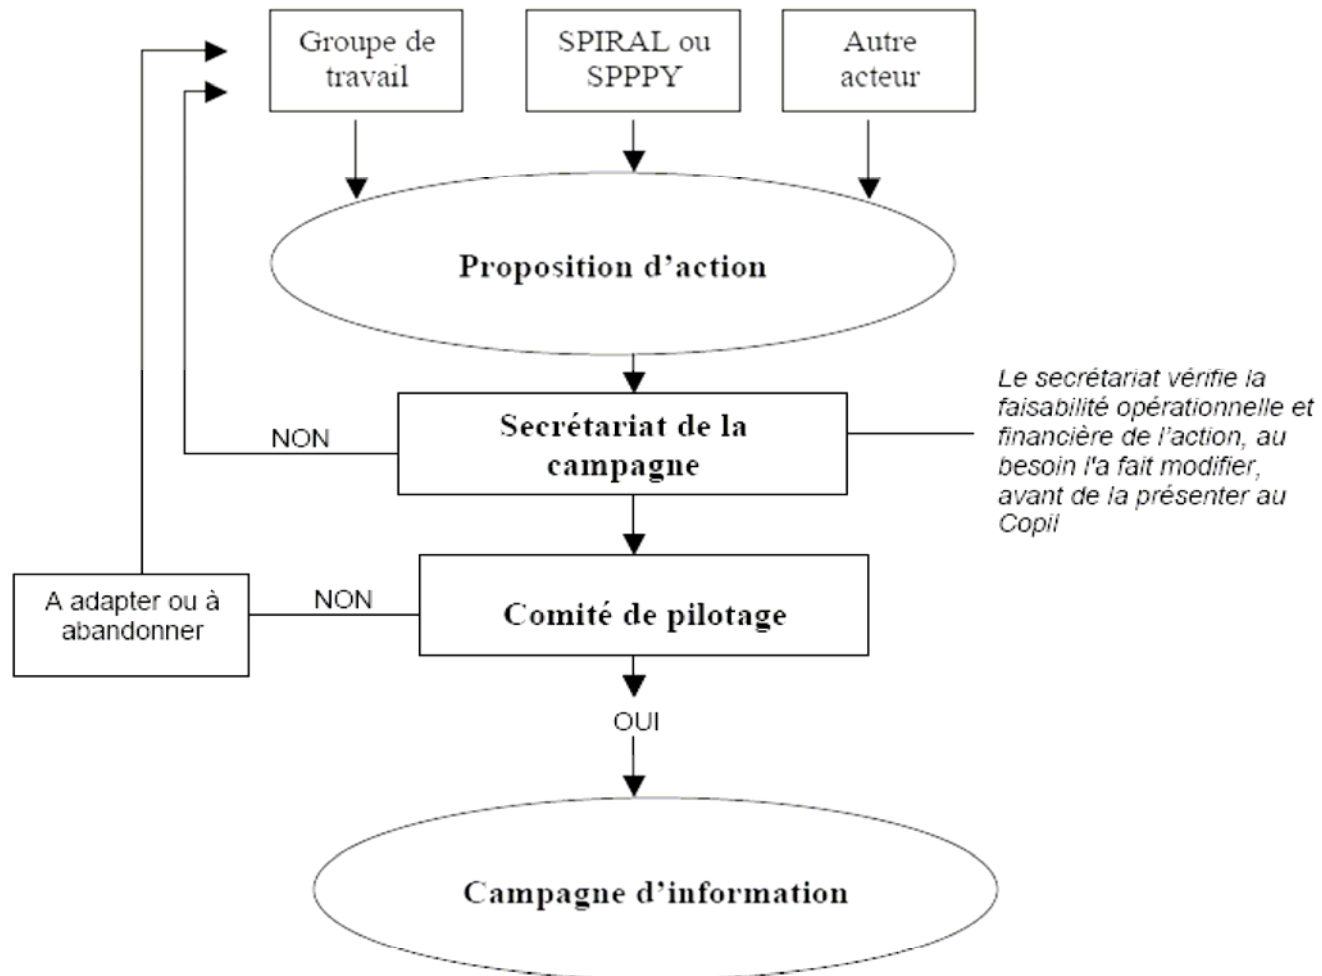 Groupe de
travail
SPIRAL ou
SPPPY
Autre
acteur
Proposition d’action
Secrétariat de la
campagne
NON
Le secrétariat vérifie la
faisabilité opérationnelle et
financière de l’action, au
besoin l'a fait modifier,
avant de la présenter au
Copil
Comité de pilotage
NON
A adapter ou à
abandonner
OUI
Campagne d’information